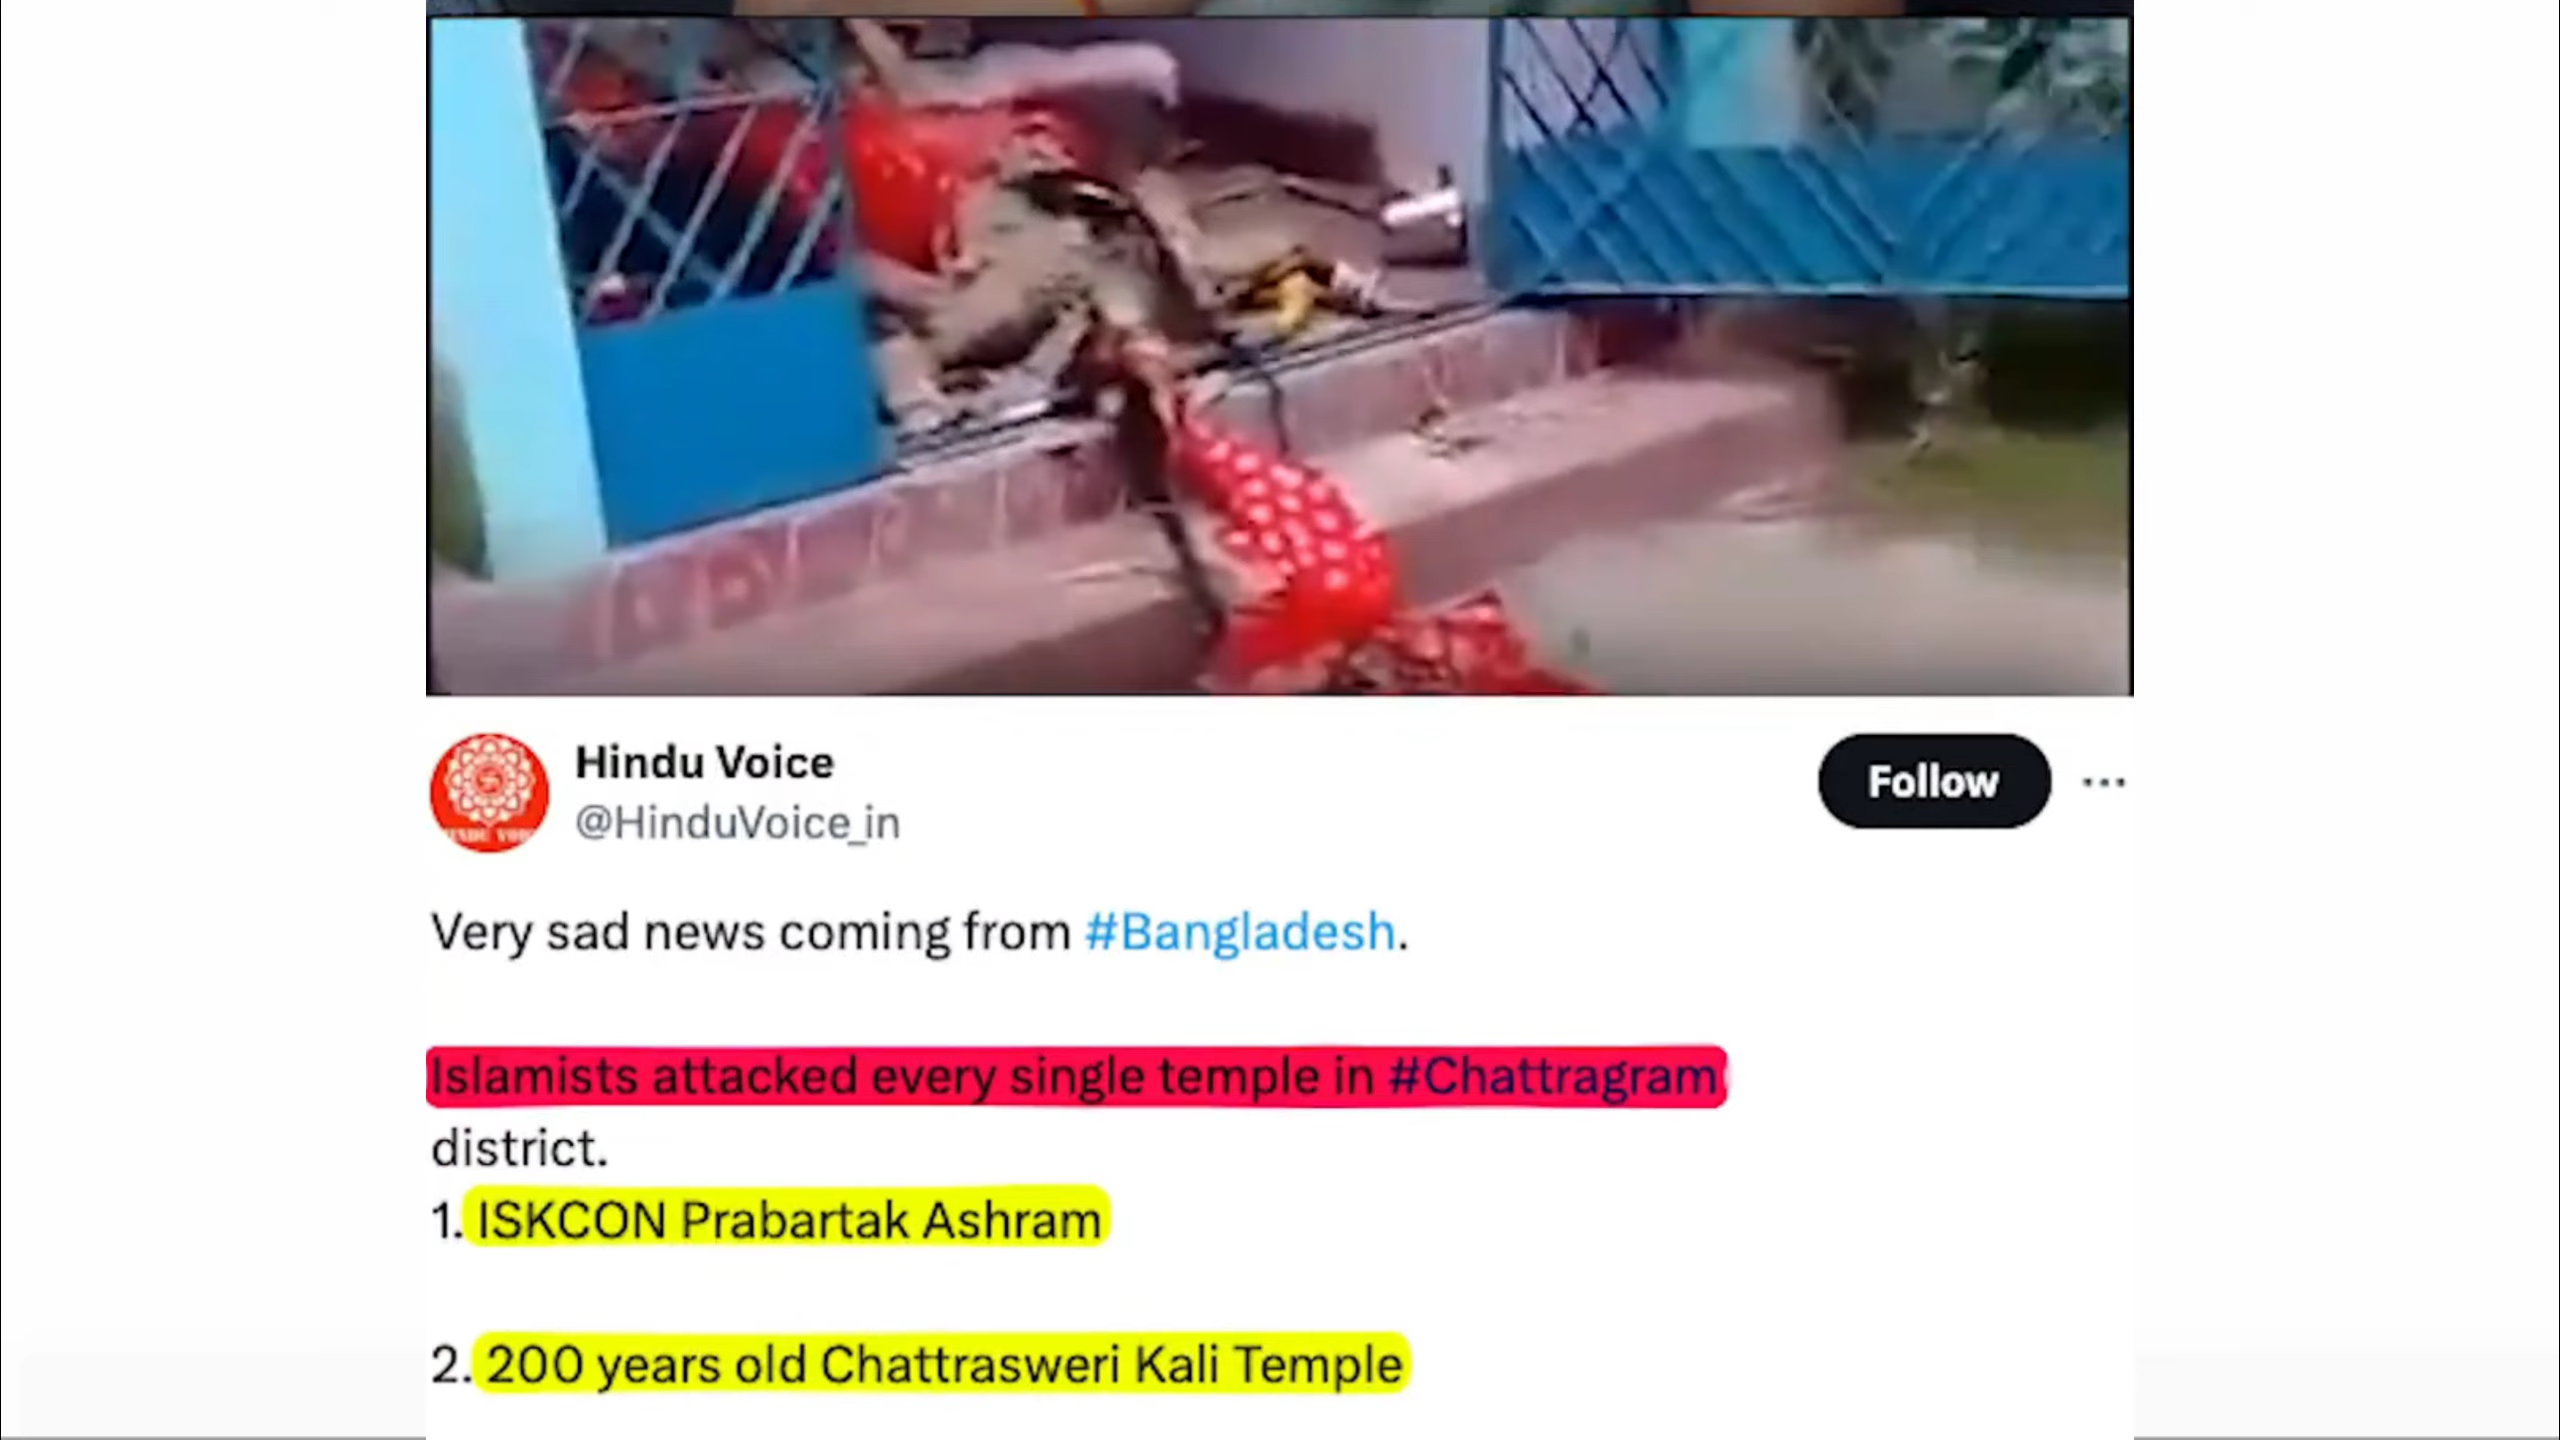 Hindu Voice
@HinduVoice_in
Follow
Very sad news coming from #Bangladesh.
Islamists attacked every single temple in #Chattragram
district.
1. ISKCON Prabartak Ashram
2. 200 years old Chattrasweri Kali Temple